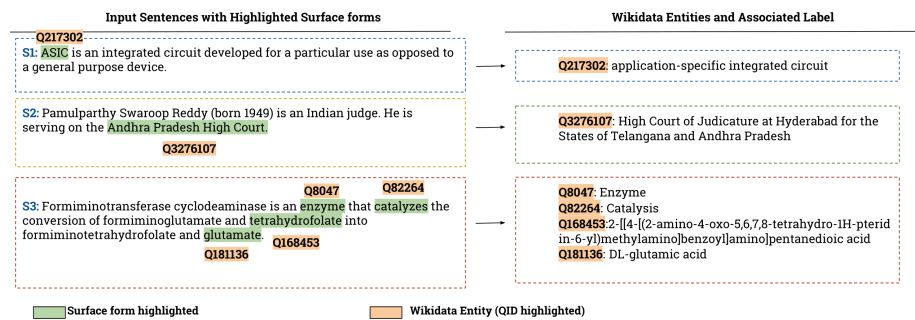 Input Sentences with Highlighted Surface forms
Wikidata Entities and Associated Label
Q217302
S1: ASIC is an integrated circuit developed for a particular use as opposed to
a general purpose device.
Q217302: application-specific integrated circuit
S2: Pamulparthy Swaroop Reddy (born 1949) is an Indian judge. He is
serving on the Andhra Pradesh High Court.
Q3276107
Q3276107: High Court of Judicature at Hyderabad for the
States of Telangana and Andhra Pradesh
Q8047
Q82264
S3: Formiminotransferase cyclodeaminase is an enzyme that catalyzes the
conversion of formiminoglutamate and tetrahydrofolate into
formiminotetrahydrofolate and glutamate.
Q168453
Q181136
Q8047: Enzyme
Q82264: Catalysis
Q168453:2-[[4-[(2-amino-4-oxo-5,6,7,8-tetrahydro-1H-pterid
in-6-yl)methylamino]benzoyl]amino]pentanedioic acid
Q181136: DL-glutamic acid
Surface form highlighted
Wikidata Entity (QID highlighted)